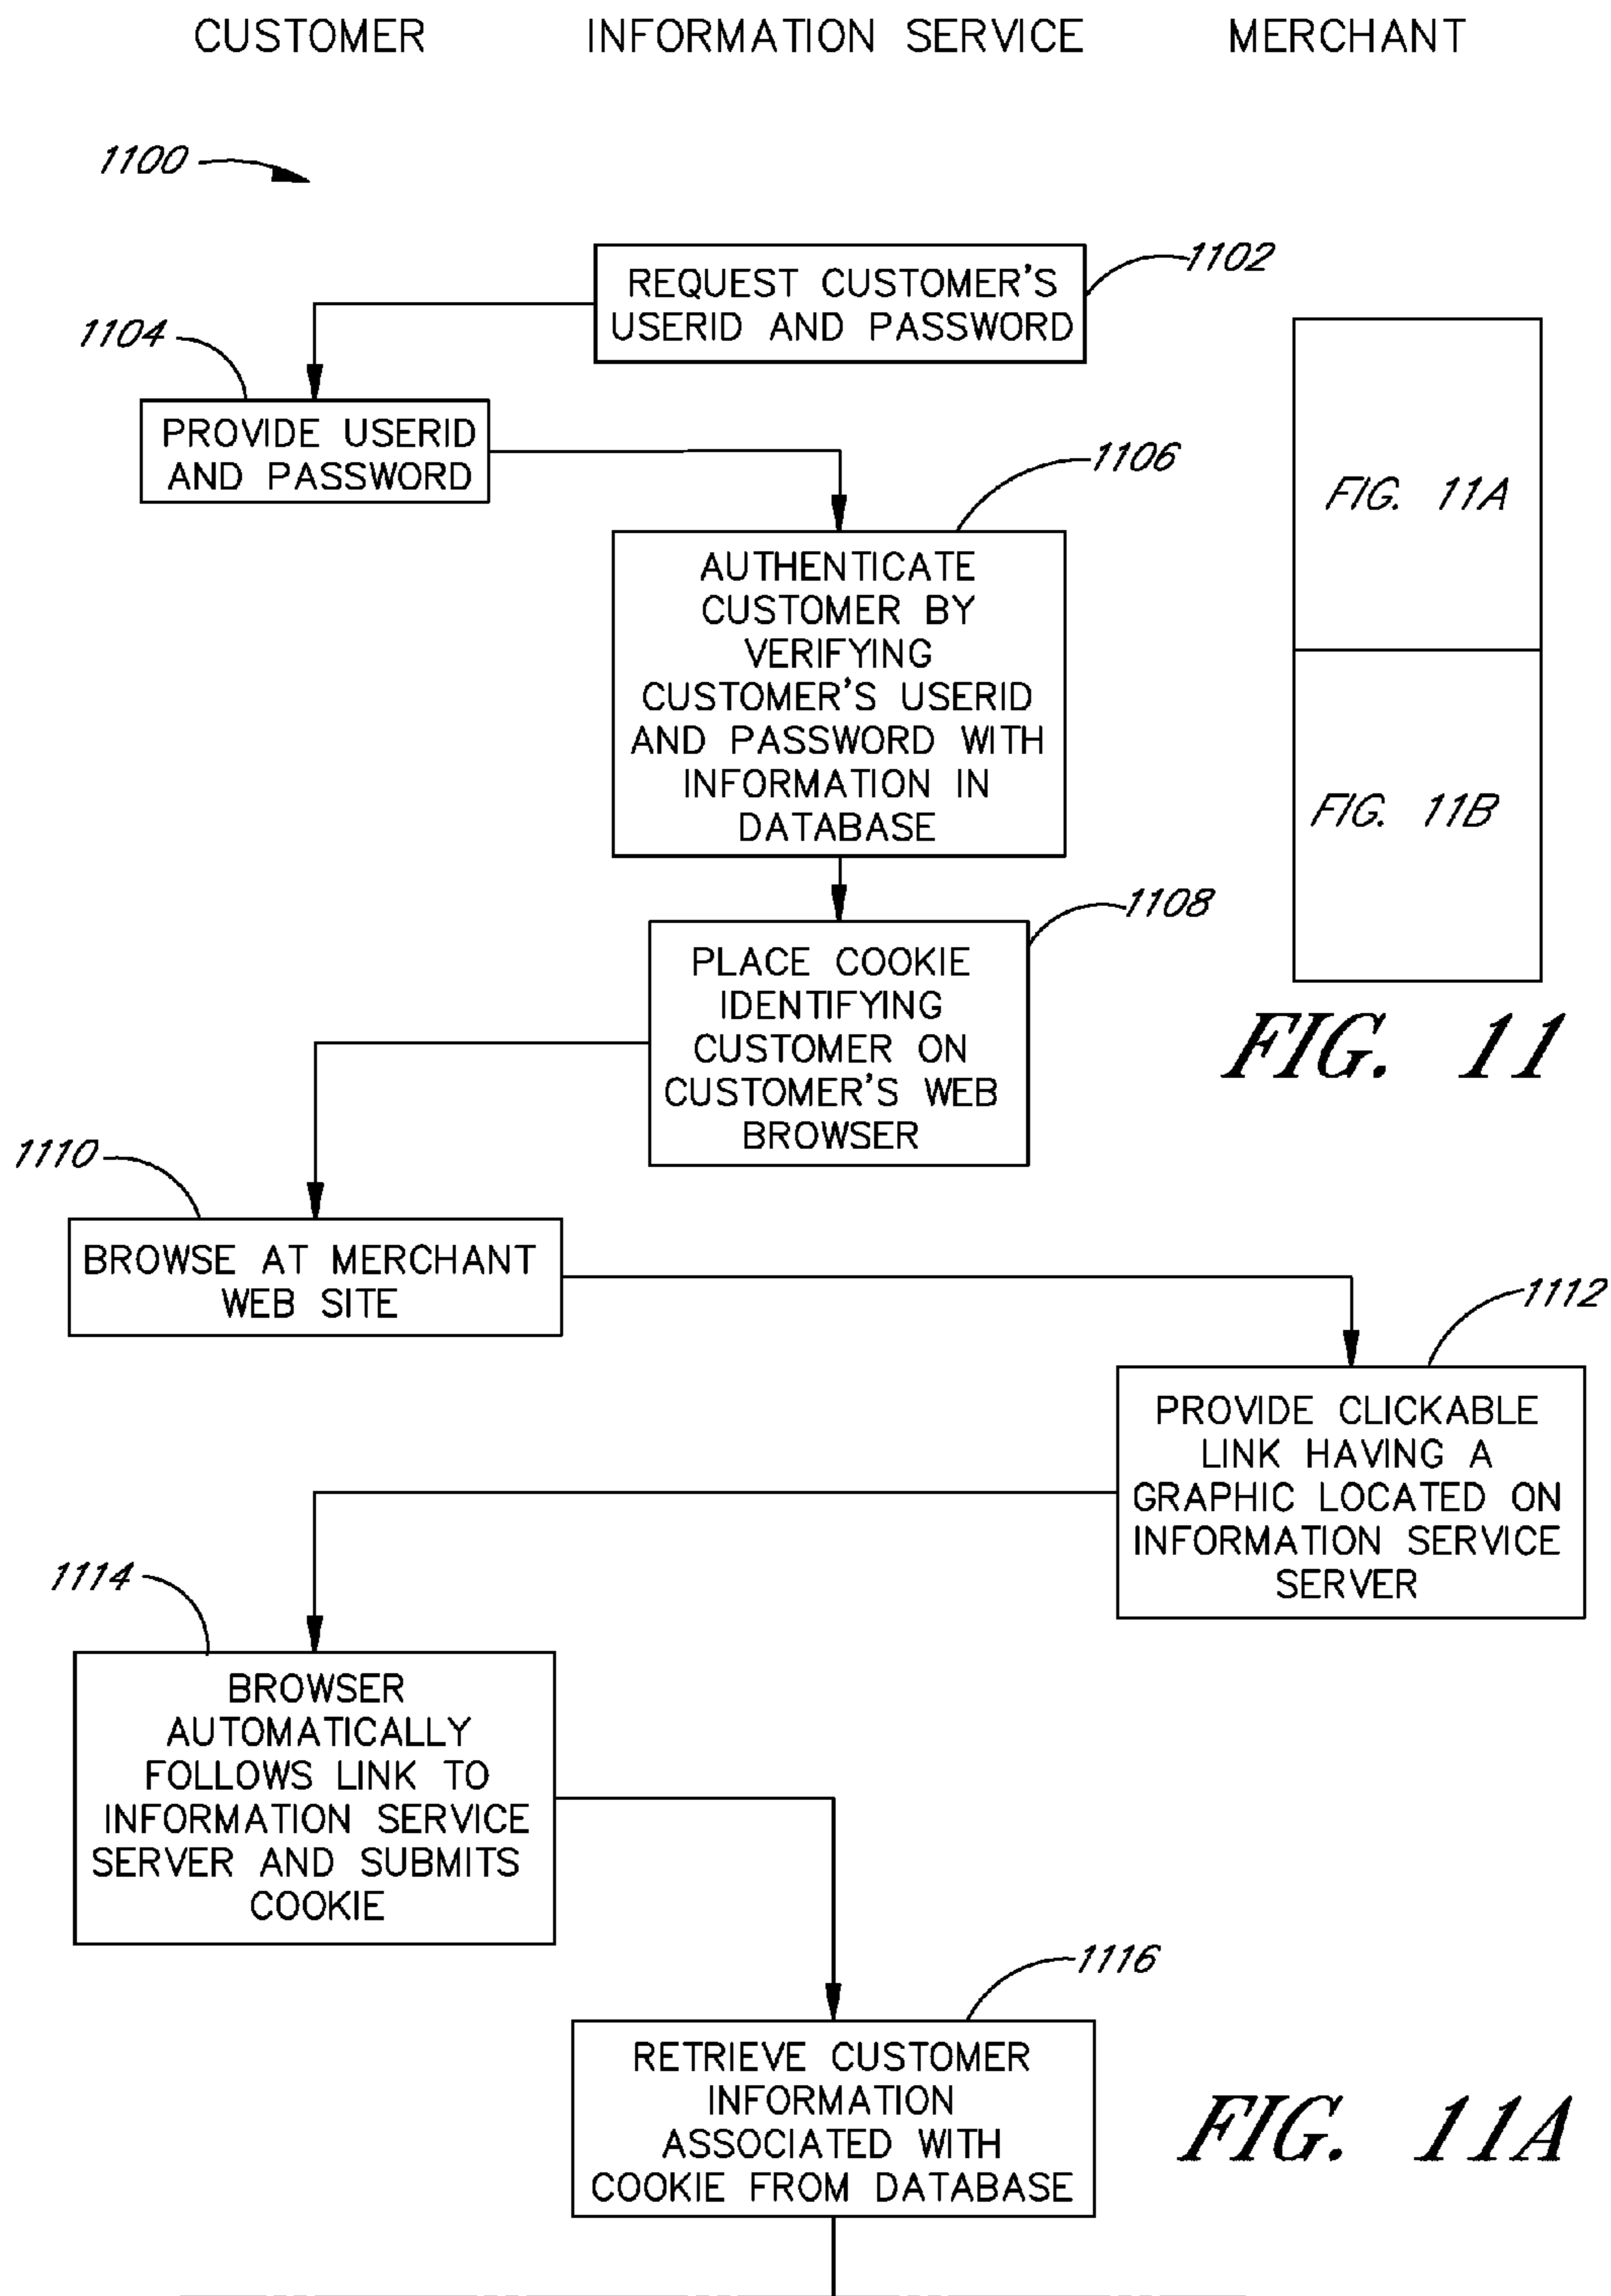 CUSTOMER INFORMATION SERVICE MERCHANT
1100
1102
REQUEST CUSTOMER'S
USERID AND PASSWORD
1104
PROVIDE USERID
AND PASSWORD
1106
AUTHENTICATE
CUSTOMER BY
VERIFYING
CUSTOMER'S USERID
AND PASSWORD WITH
INFORMATION IN
DATABASE
FIG. 11A
FIG. 11B
FIG. 11
1108
PLACE COOKIE
IDENTIFYING
CUSTOMER ON
CUSTOMER'S WEB
BROWSER
1110
BROWSE AT MERCHANT
WEB SITE
1112
PROVIDE CLICKABLE
LINK HAVING A
GRAPHIC LOCATED ON
INFORMATION SERVICE
SERVER
1114
BROWSER
AUTOMATICALLY
FOLLOWS LINK TO
INFORMATION SERVICE
SERVER AND SUBMITS
COOKIE
1116
RETRIEVE CUSTOMER
INFORMATION
ASSOCIATED WITH
COOKIE FROM DATABASE
FIG. 11A